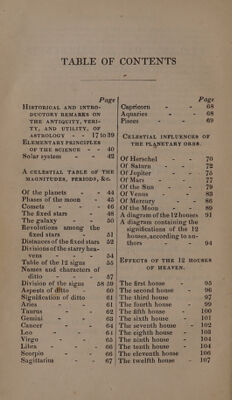 TABLE OF CONTENTS
Page
HISTORICAL AND INTRO-
DUCTORY REMARKS ON
THE ANTIQUITY, VERI-
TY, AND UTILITY, OF
ASTROLOGY - - 17 to 39
ELEMENTARY PRINCIPLES
OF THE SCIENCE - - 40
Solar system - - 42
A CELESTIAL TABLE OF THE
MAGNITUDES, PERIODS, &c.
Of the planets - - 44
Phases of the moon - 45
Comets - - 46
The fixed stars - - 48
The galaxy - - 50
Revolutions among the
fixed stars - - 51
Distances of the fixed stars 52
Divisions of the starry hea-
vens - - 54
Table of the 12 signs - 55
Names and characters of
ditto - - 57
Division of the signs 58 59
Aspects of ditto - 60
Signification of ditto 61
Aries - - 61
Taurus - - 62
Gemini - - 63
Cancer - - 64
Leo - - 64
Virgo - - 65
Libra - - 66
Scorpio - - 66
Sagittarius - - 67
Page
Capricorn - - 68
Aquaries - - 68
Pisces - - 69
CELESTIAL INFLUENCES OF
THE PLANETARY ORBS.
Of Herschel - 70
Of Saturn - 72
Of Jupiter - 75
Of Mars - 77
Of the Sun - 79
Of Venus - 83
Of Mercury - 86
Of the Moon - 89
A diagram of the 12 houses 93
A diagram containing the
significations of the 12
houses, according to au-
thors - - 94
EFFECTS OF THE 12 HOUSES
OF HEAVEN.
The first house - 95
The second house - 96
The third house - 97
The fourth house - 99
The fifth house - 100
The sixth house - 101
The seventh house - 102
The eighth house - 103
The ninth house - 104
The tenth house - 104
The eleventh house - 106
The twelfth house - 107